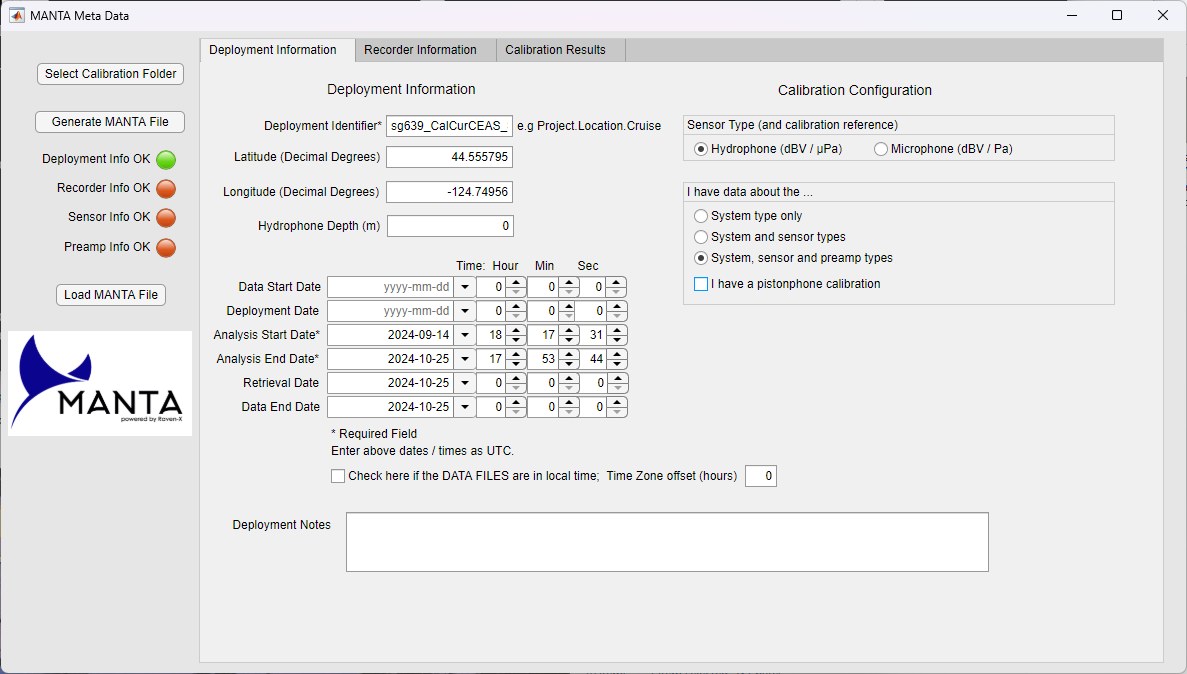 MANTA Meta Data
Select Calibration Folder
Generate MANTA File
Deployment Info OK
Recorder Info OK
Sensor Info OK
Preamp Info OK
Load MANTA File
MANTA
powered by Raven-X
Deployment Information Recorder Information Calibration Results
Deployment Information
Deployment Identifier* sg639_CalCurCEAS_ e.g Project.Location.Cruise
Latitude (Decimal Degrees) 44.555795
Longitude (Decimal Degrees) -124.74956
Hydrophone Depth (m) 0
Time: Hour Min Sec
Data Start Date yyyy-mm-dd 0 0 0
Deployment Date yyyy-mm-dd 0 0 0
Analysis Start Date* 2024-09-14 18 17 31
Analysis End Date* 2024-10-25 17 53 44
Retrieval Date 2024-10-25 0 0 0
Data End Date 2024-10-25 0 0 0
* Required Field
Enter above dates / times as UTC.
Check here if the DATA FILES are in local time; Time Zone offset (hours) 0
Deployment Notes
Calibration Configuration
Sensor Type (and calibration reference)
Hydrophone (dBV / µPa) Microphone (dBV / Pa)
I have data about the ...
System type only
System and sensor types
System, sensor and preamp types
I have a pistonphone calibration